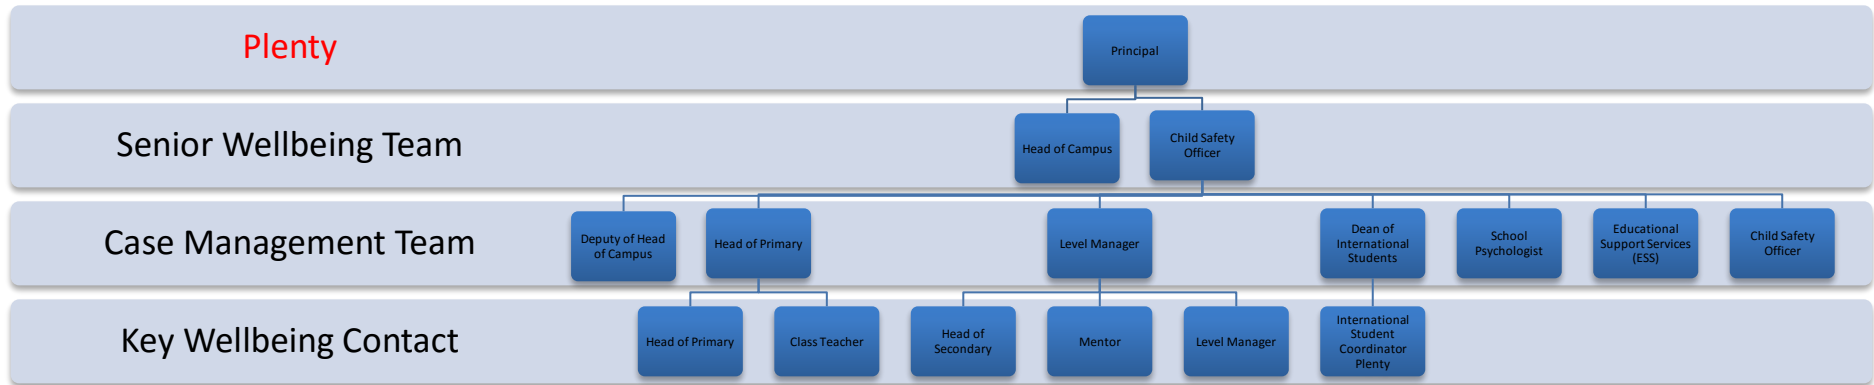 Plenty
Principal
Senior Wellbeing Team
Head of Campus
Child Safety
Officer
Case Management Team
Deputy of Head
of Campus
Head of Primary
Level Manager
Dean of
International
Students
School
Psychologist
Educational
Support Services
(ESS)
Child Safety
Officer
Key Wellbeing Contact
Head of Primary
Class Teacher
Head of
Secondary
Mentor
Level Manager
International
Student
Coordinator
Plenty